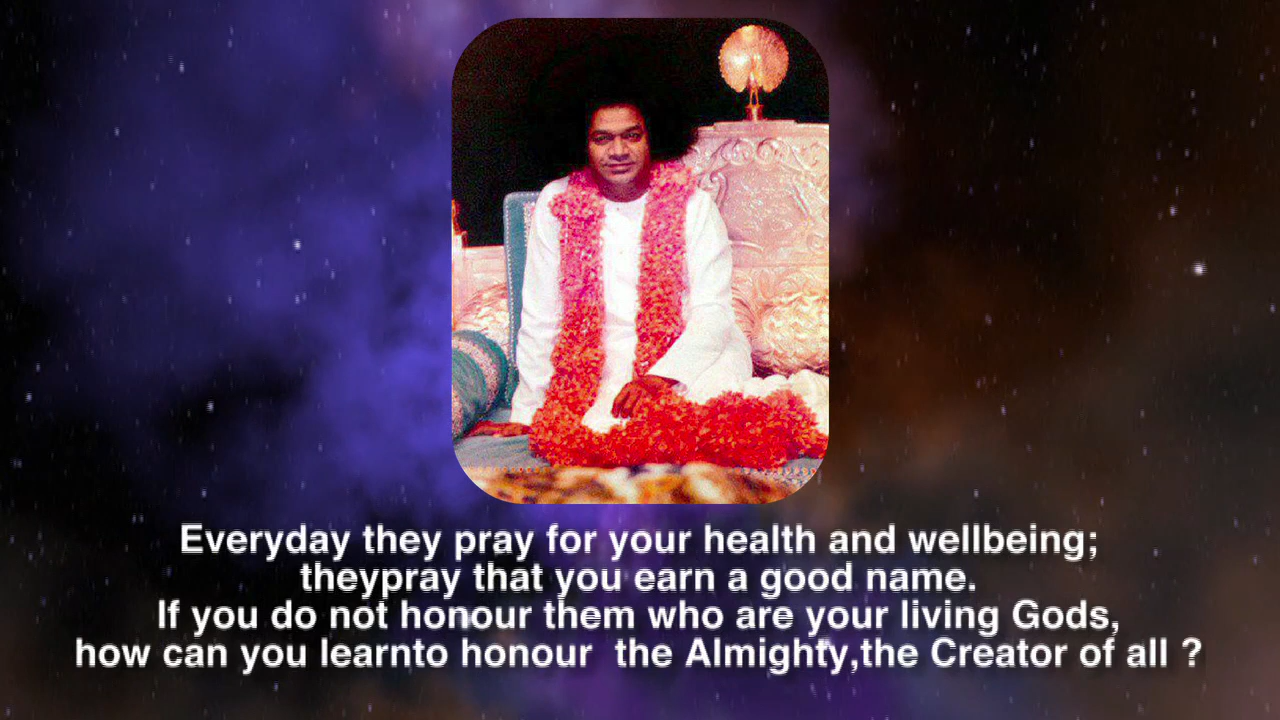 Everyday they pray for your health and wellbeing;
theypray that you earn a good name.
If you do not honour them who are your living Gods,
how can you learnto honour  the Almighty,the Creator of all ?